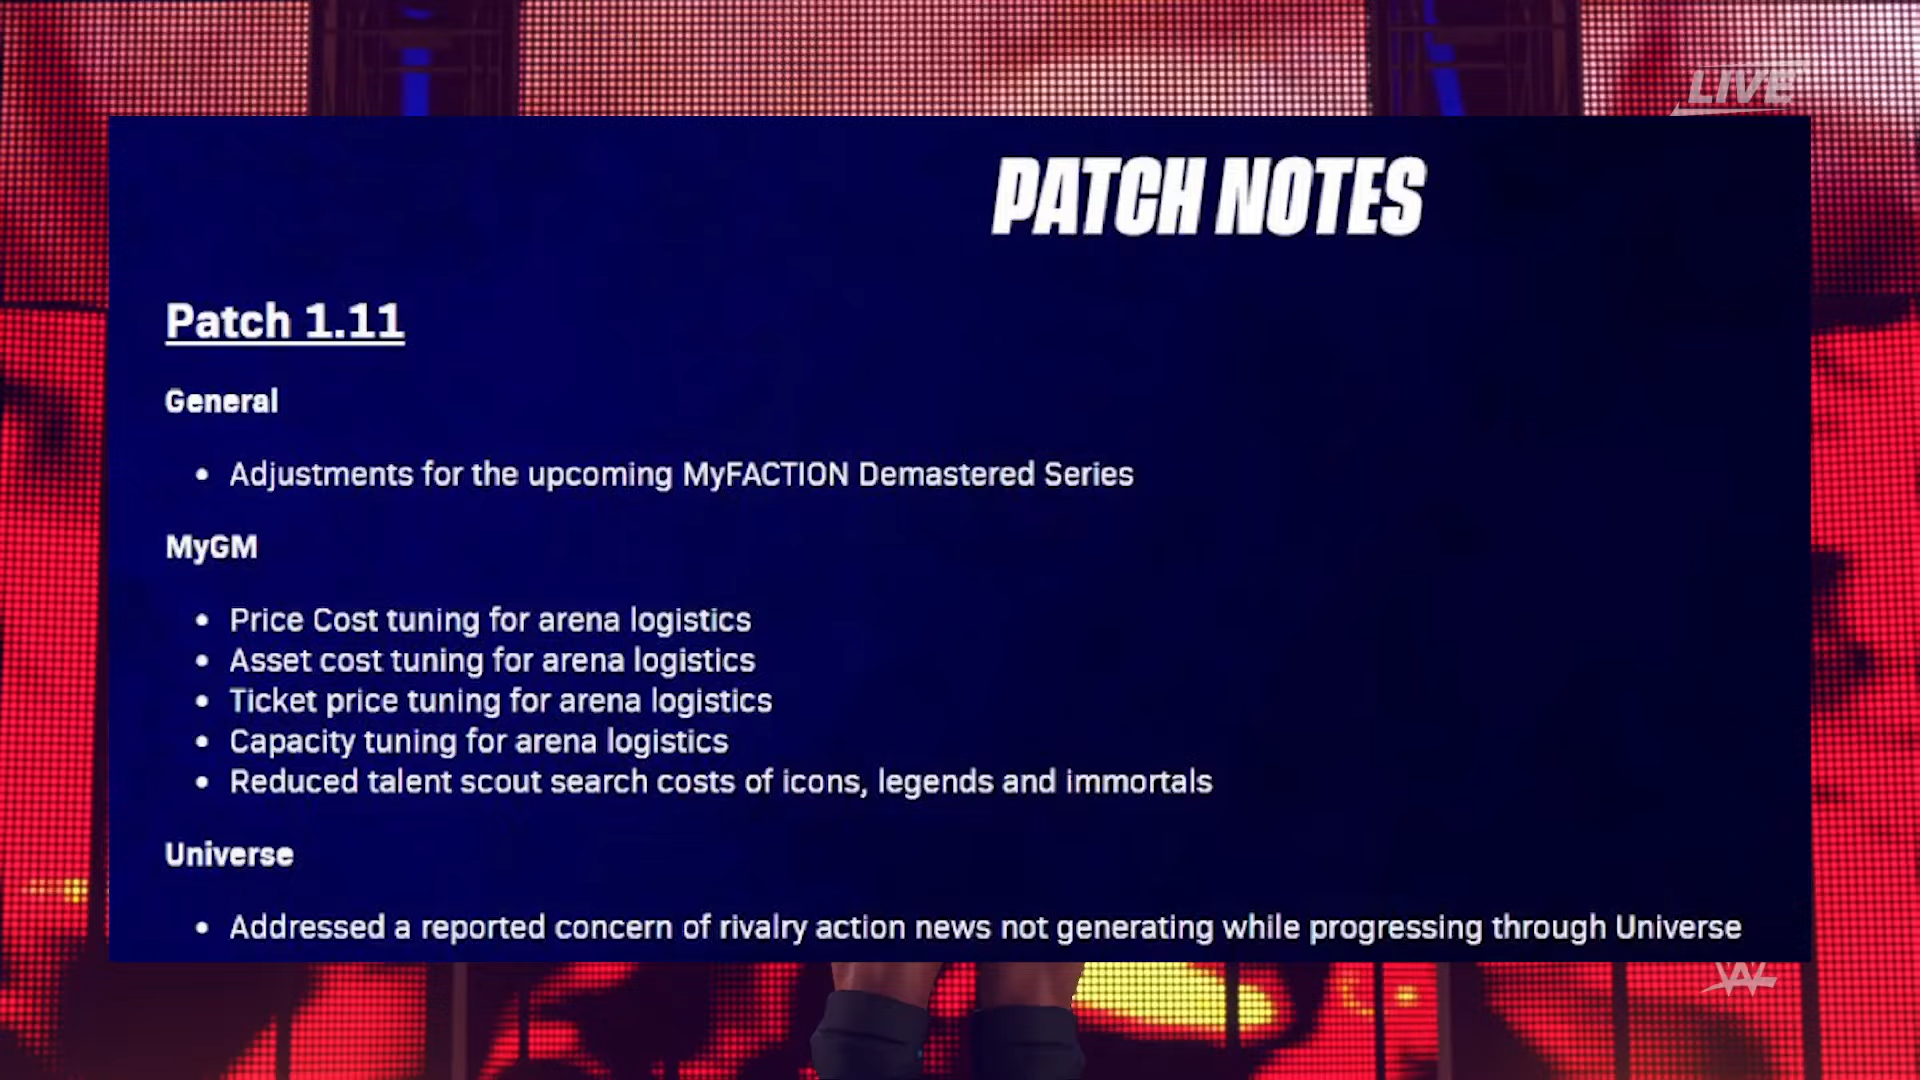 LIVE
PATCH NOTES
Patch 1.11
General
• Adjustments for the upcoming MyFACTION Demastered Series
MyGM
• Price Cost tuning for arena logistics
• Asset cost tuning for arena logistics
• Ticket price tuning for arena logistics
• Capacity tuning for arena logistics
• Reduced talent scout search costs of icons, legends and immortals
Universe
• Addressed a reported concern of rivalry action news not generating while progressing through Universe